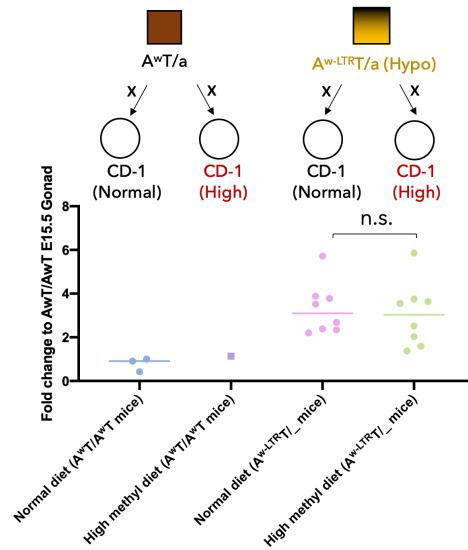 AʷT/a
Aʷ⁻ᴸᵀᴿT/a (Hypo)
X X X X
CD-1 CD-1 CD-1 CD-1
(Normal) (High) (Normal) (High)
n.s.
Fold change to AwT/AwT E15.5 Gonad
8
6
4
2
0
Normal diet (AʷT/AʷT mice)
High methyl diet (AʷT/AʷT mice)
Normal diet (Aʷ⁻ᴸᵀᴿT/_ mice)
High methyl diet (Aʷ⁻ᴸᵀᴿT/_ mice)